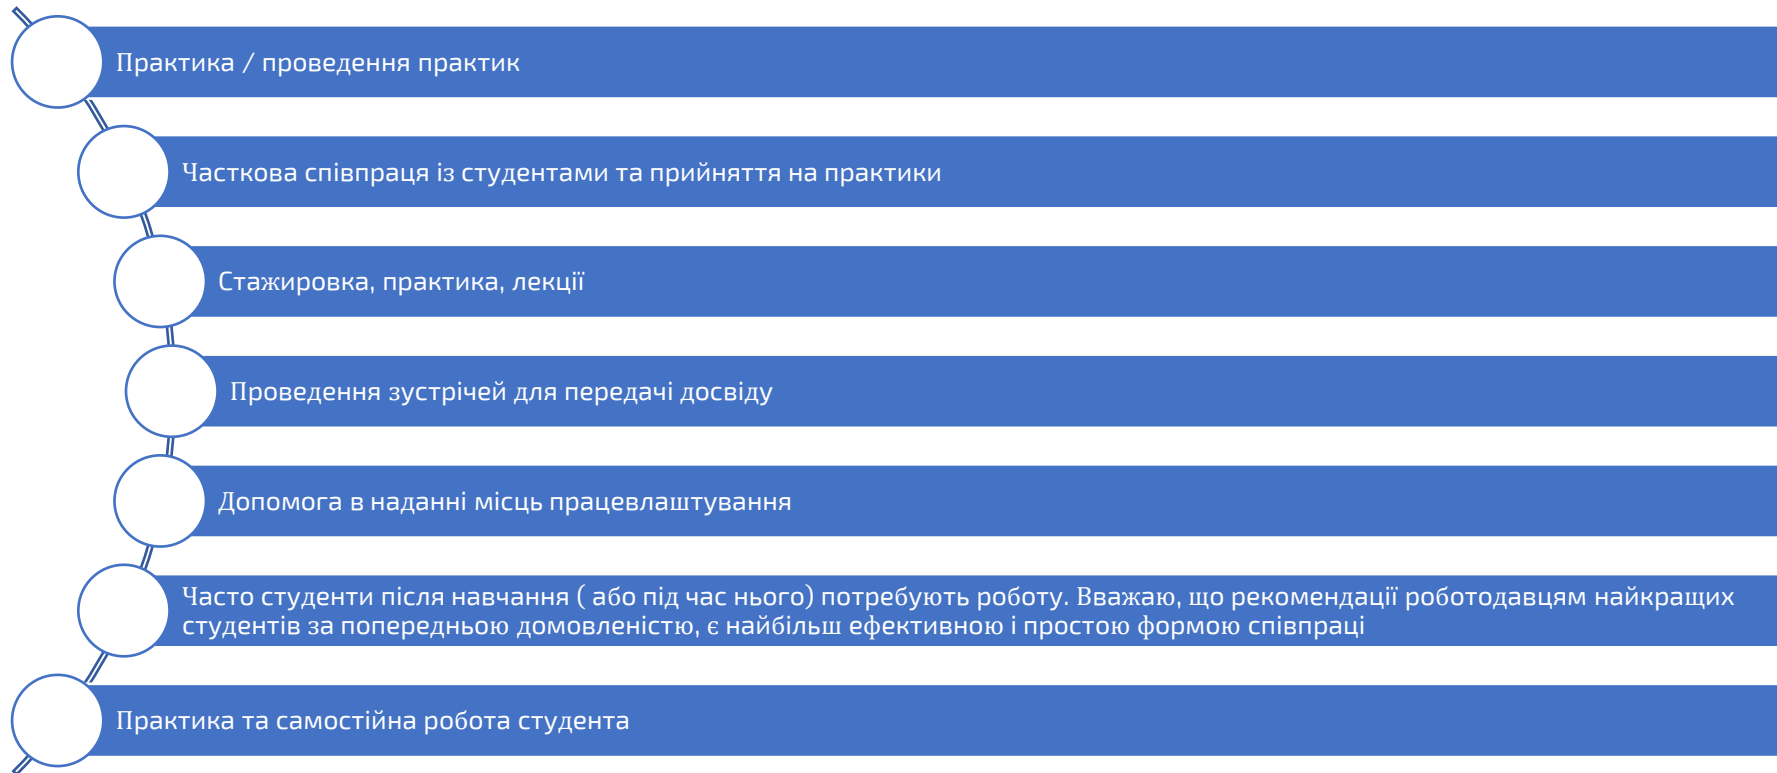 Практика / проведення практик
Часткова співпраця із студентами та прийняття на практики
Стажировка, практика, лекції
Проведення зустрічей для передачі досвіду
Допомога в наданні місць працевлаштування
Часто студенти після навчання ( або під час нього) потребують роботу. Вважаю, що рекомендації роботодавцям найкращих
студентів за попередньою домовленістю, є найбільш ефективною і простою формою співпраці
Практика та самостійна робота студента